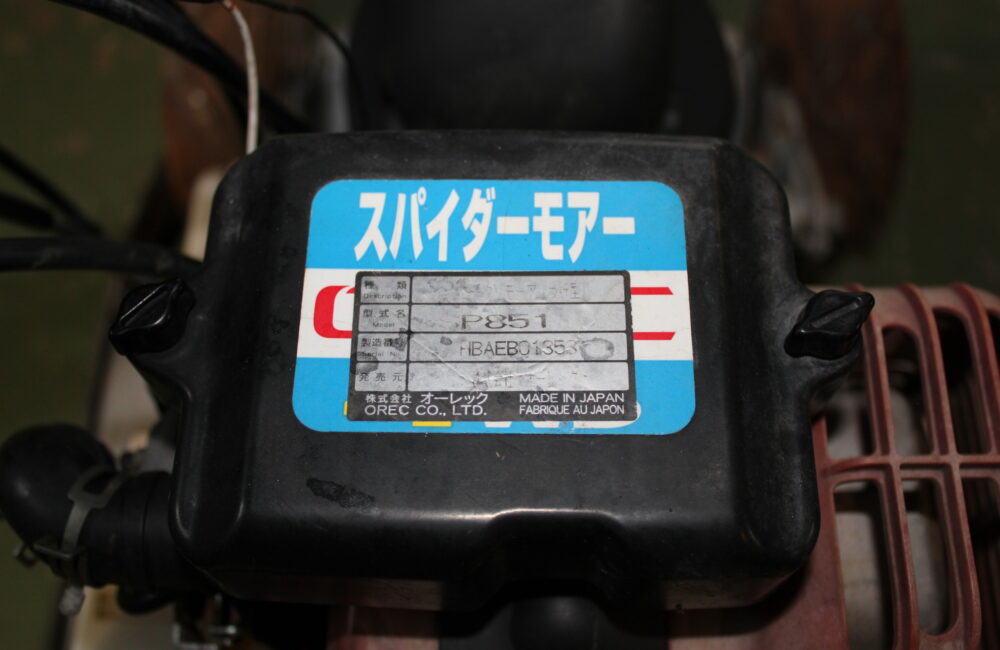 スパイダーモアー
種類
Description
型式名
Model
P851
製造番号
Serial No.
発売元
株式会社 オーレック
OREC CO., LTD.
MADE IN JAPAN
FABRIQUE AU JAPON